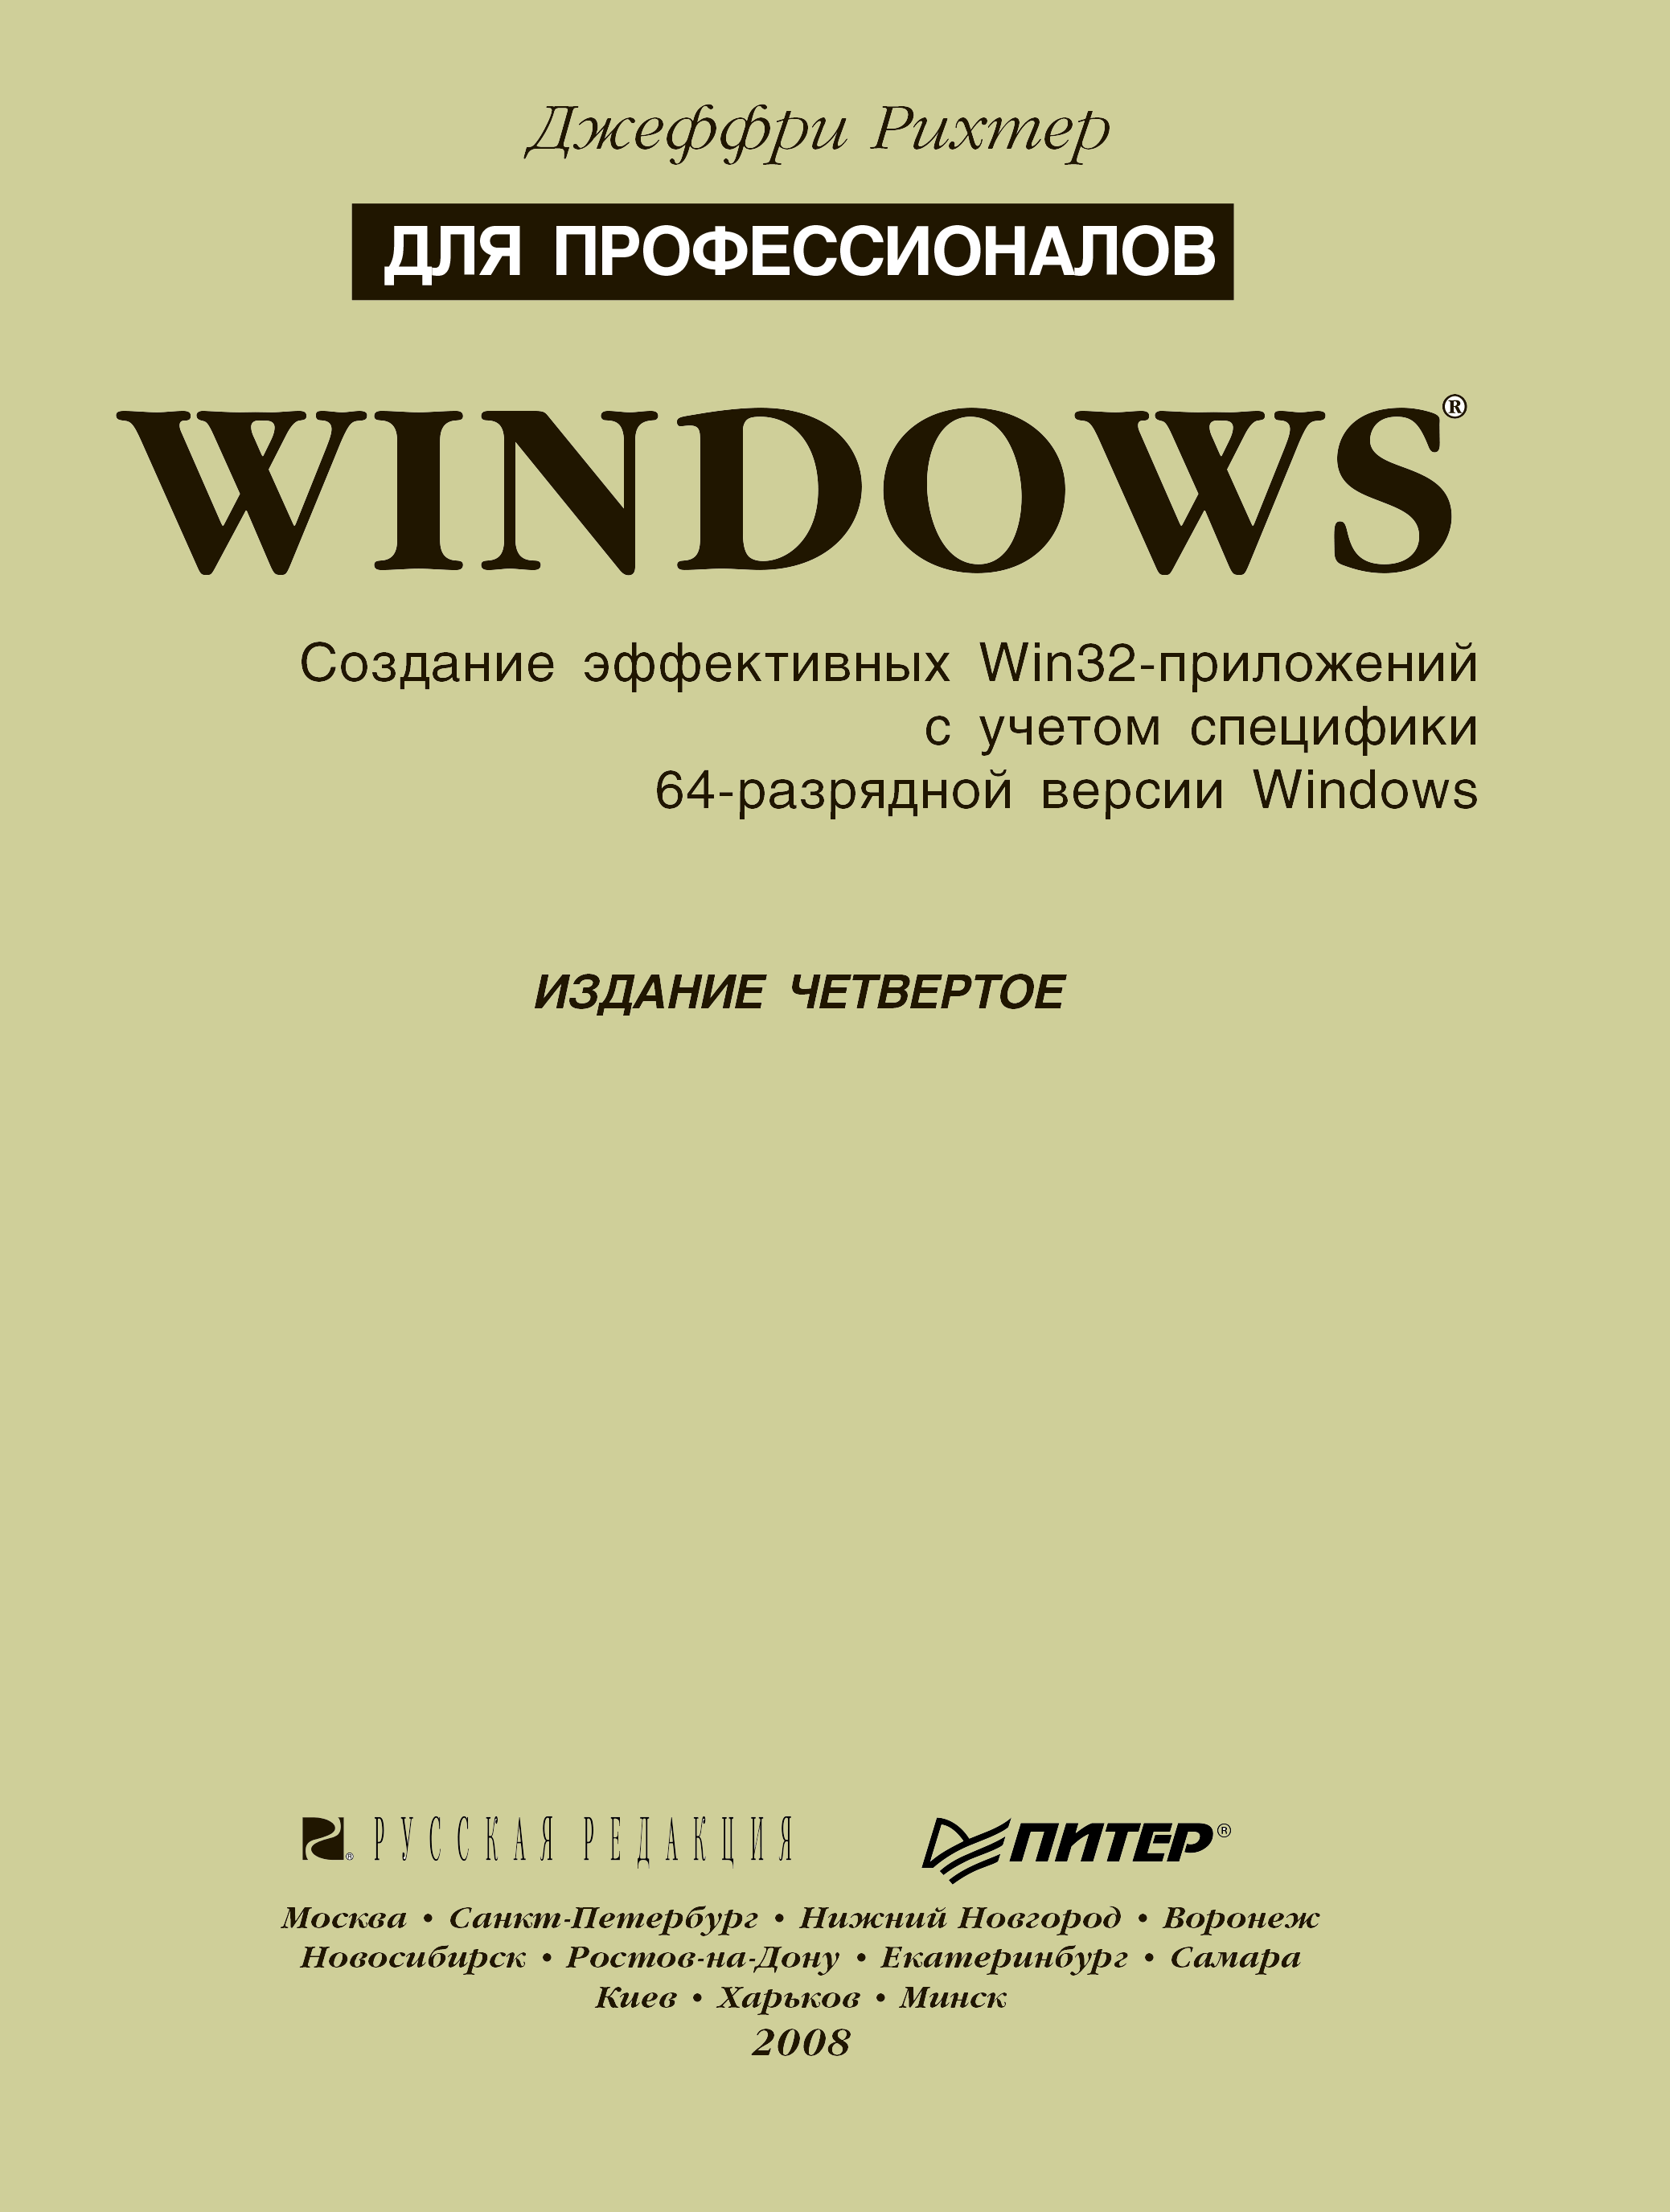 Джеффри Рихтер
ДЛЯ ПРОФЕССИОНАЛОВ
WINDOWS®
Создание эффективных Win32-приложений
с учетом специфики
64-разрядной версии Windows
ИЗДАНИЕ ЧЕТВЕРТОЕ
® РУССКАЯ РЕДАКЦИЯ ПИТЕР®
Москва • Санкт-Петербург • Нижний Новгород • Воронеж
Новосибирск • Ростов-на-Дону • Екатеринбург • Самара
Киев • Харьков • Минск
2008